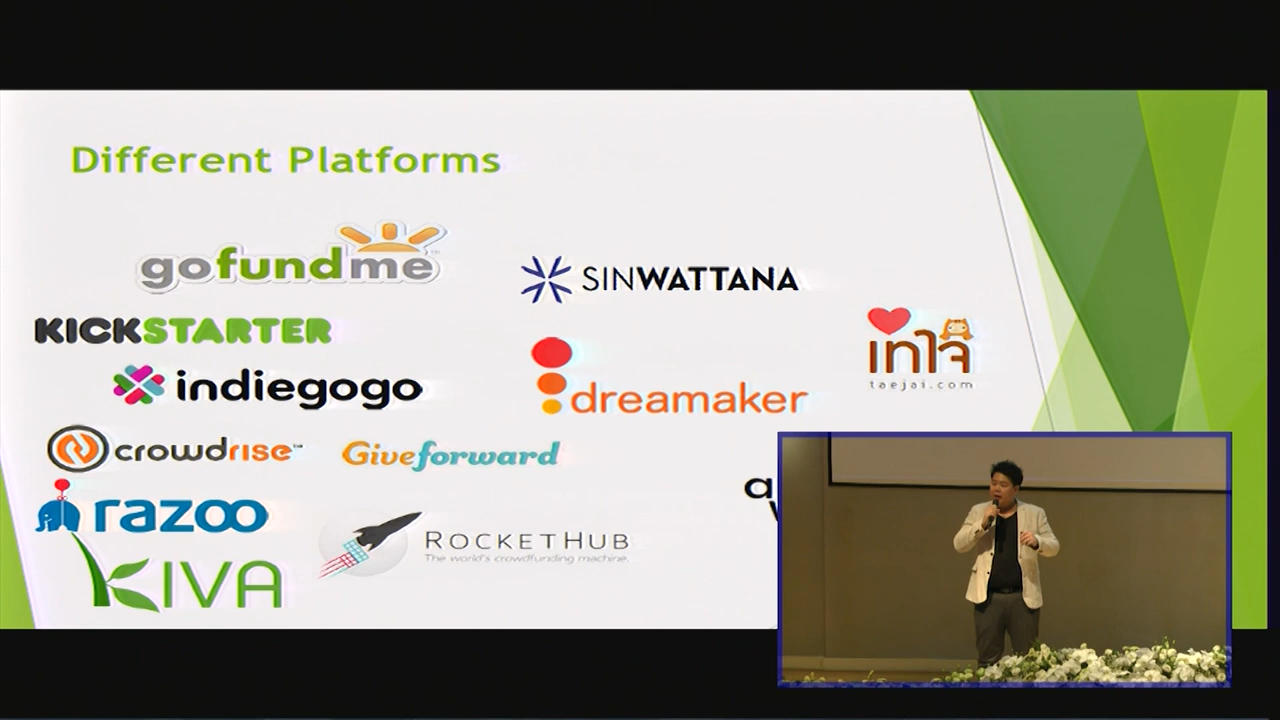 Different Platforms
gofundme
SINWATTANA
KICKSTARTER
เทใจ
taejai.com
indiegogo
dreamaker
crowdrise™
Giveforward
a
razoo
ROCKETHUB
The world's crowdfunding machine.
KIVA